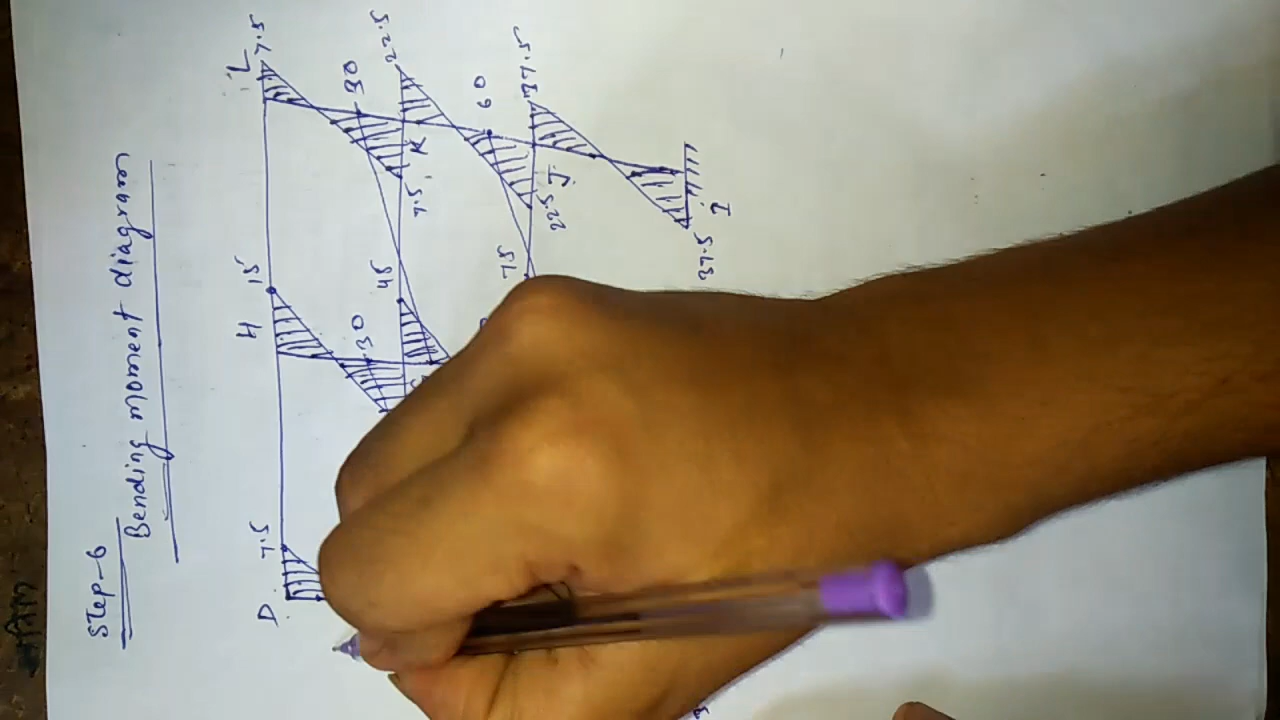 Step-6
Bending moment diagram
D 7.5 H 15 L 7.5
30 30
45 22.5
7.5 K
60
75 37.5
22.5 J
37.5 I